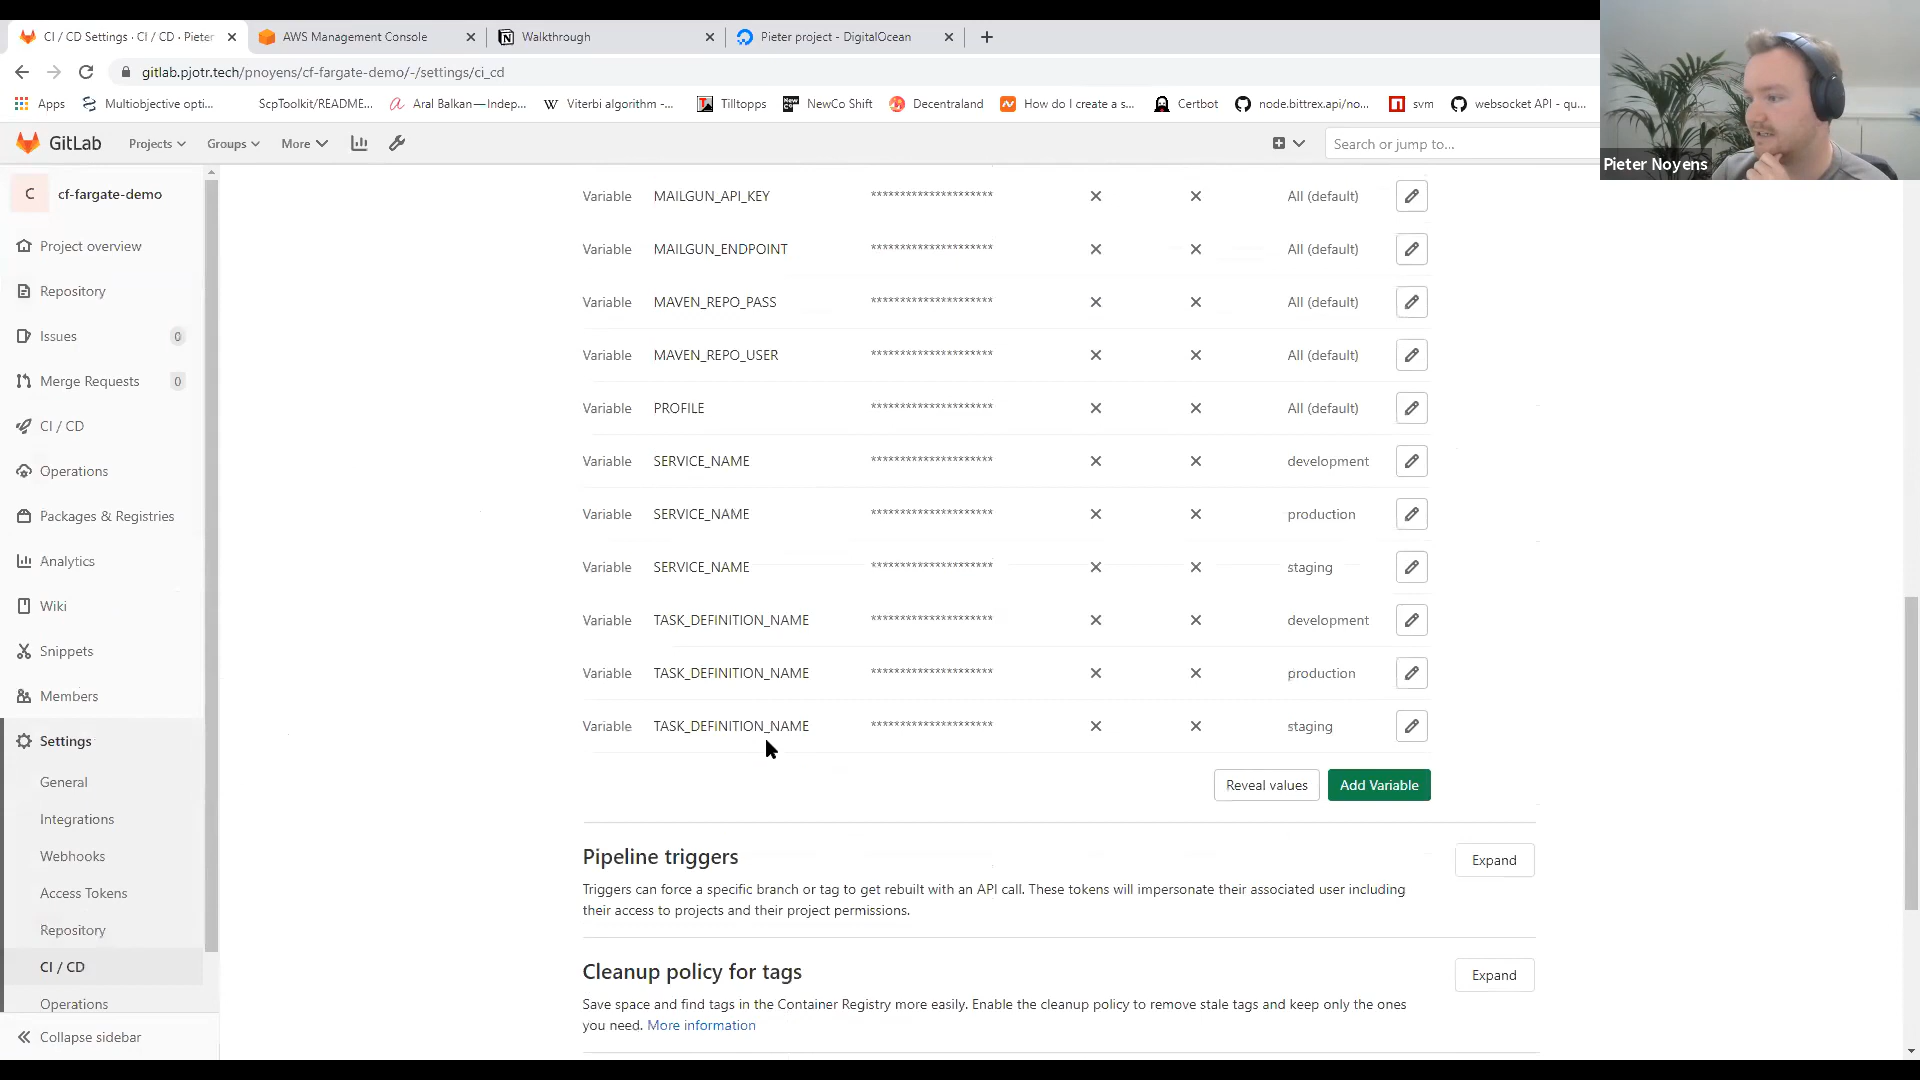 CI / CD Settings · CI / CD · Pieter
AWS Management Console
Walkthrough
Pieter project - DigitalOcean
gitlab.pjotr.tech/pnoyens/cf-fargate-demo/-/settings/ci_cd
Apps
Multiobjective opti...
ScpToolkit/README...
Aral Balkan — Indep...
Viterbi algorithm -...
Tilltopps
NewCo Shift
Decentraland
How do I create a s...
Certbot
node.bittrex.api/no...
svm
websocket API - qu...
Pieter Noyens
GitLab
Projects
Groups
More
Search or jump to...
C
cf-fargate-demo
Project overview
Repository
Issues 0
Merge Requests 0
CI / CD
Operations
Packages & Registries
Analytics
Wiki
Snippets
Members
Settings
General
Integrations
Webhooks
Access Tokens
Repository
CI / CD
Operations
Collapse sidebar
Variable MAILGUN_API_KEY ********************* All (default)
Variable MAILGUN_ENDPOINT ********************* All (default)
Variable MAVEN_REPO_PASS ********************* All (default)
Variable MAVEN_REPO_USER ********************* All (default)
Variable PROFILE ********************* All (default)
Variable SERVICE_NAME ********************* development
Variable SERVICE_NAME ********************* production
Variable SERVICE_NAME ********************* staging
Variable TASK_DEFINITION_NAME ********************* development
Variable TASK_DEFINITION_NAME ********************* production
Variable TASK_DEFINITION_NAME ********************* staging
Reveal values
Add Variable
Pipeline triggers
Expand
Triggers can force a specific branch or tag to get rebuilt with an API call. These tokens will impersonate their associated user including
their access to projects and their project permissions.
Cleanup policy for tags
Expand
Save space and find tags in the Container Registry more easily. Enable the cleanup policy to remove stale tags and keep only the ones
you need. More information